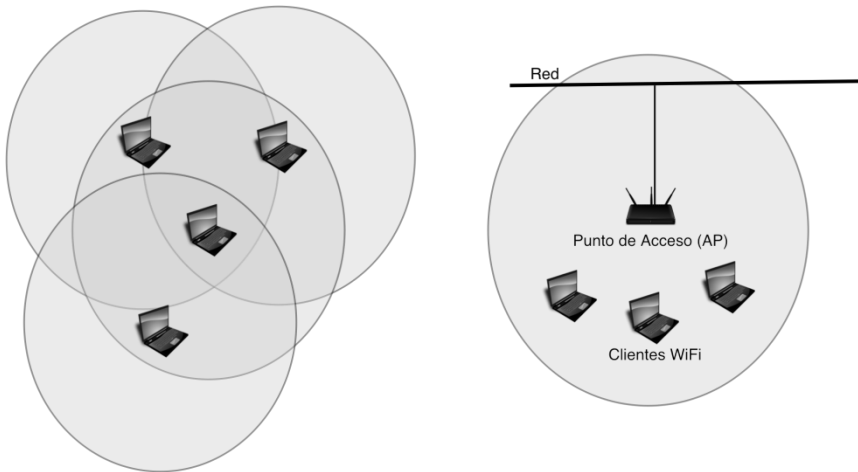 Red
Punto de Acceso (AP)
Clientes WiFi